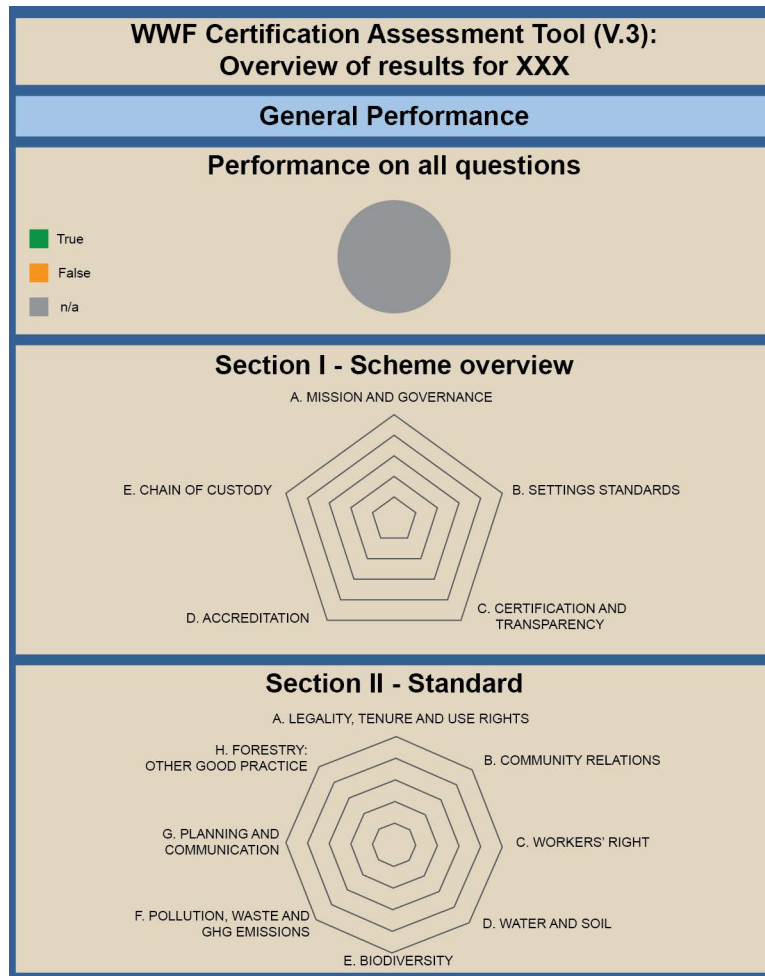 WWF Certification Assessment Tool (V.3):
Overview of results for XXX
General Performance
Performance on all questions
True
False
n/a
Section I - Scheme overview
A. MISSION AND GOVERNANCE
E. CHAIN OF CUSTODY
B. SETTINGS STANDARDS
D. ACCREDITATION
C. CERTIFICATION AND
TRANSPARENCY
Section II - Standard
A. LEGALITY, TENURE AND USE RIGHTS
H. FORESTRY:
OTHER GOOD PRACTICE
B. COMMUNITY RELATIONS
G. PLANNING AND
COMMUNICATION
C. WORKERS’ RIGHT
F. POLLUTION, WASTE AND
GHG EMISSIONS
D. WATER AND SOIL
E. BIODIVERSITY